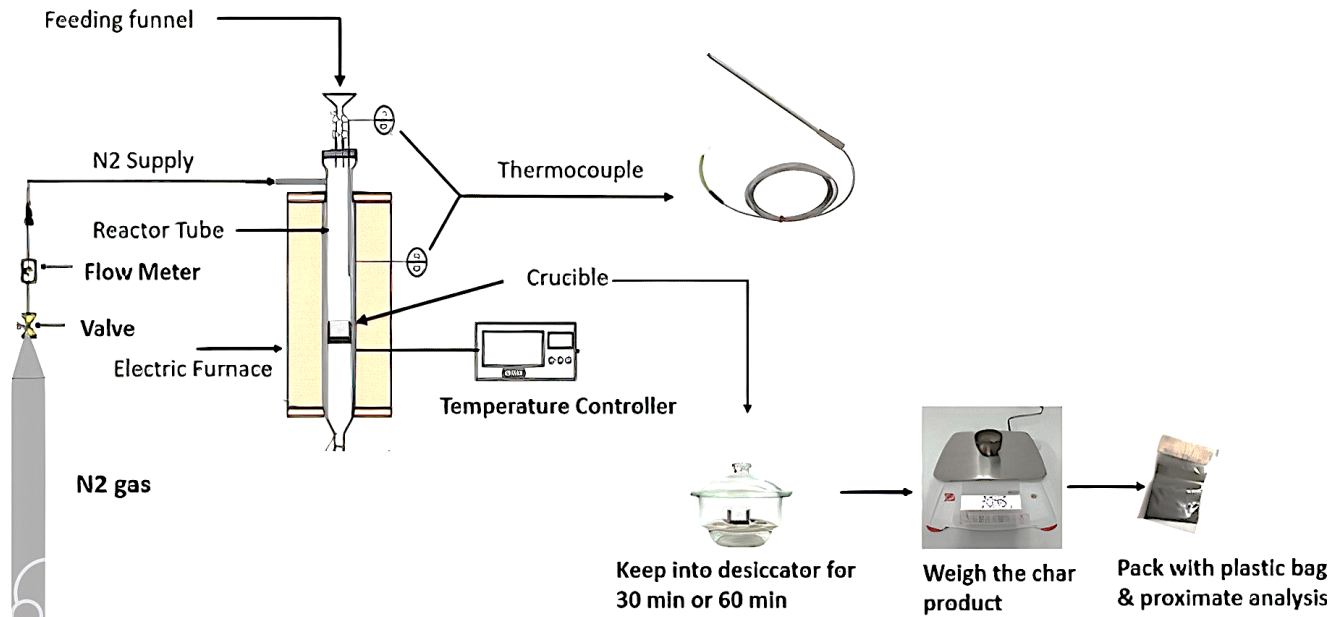 Feeding funnel
N2 Supply
Thermocouple
Reactor Tube
Flow Meter
Crucible
Valve
Electric Furnace
Temperature Controller
N2 gas
Keep into desiccator for
30 min or 60 min
Weigh the char
product
Pack with plastic bag
& proximate analysis